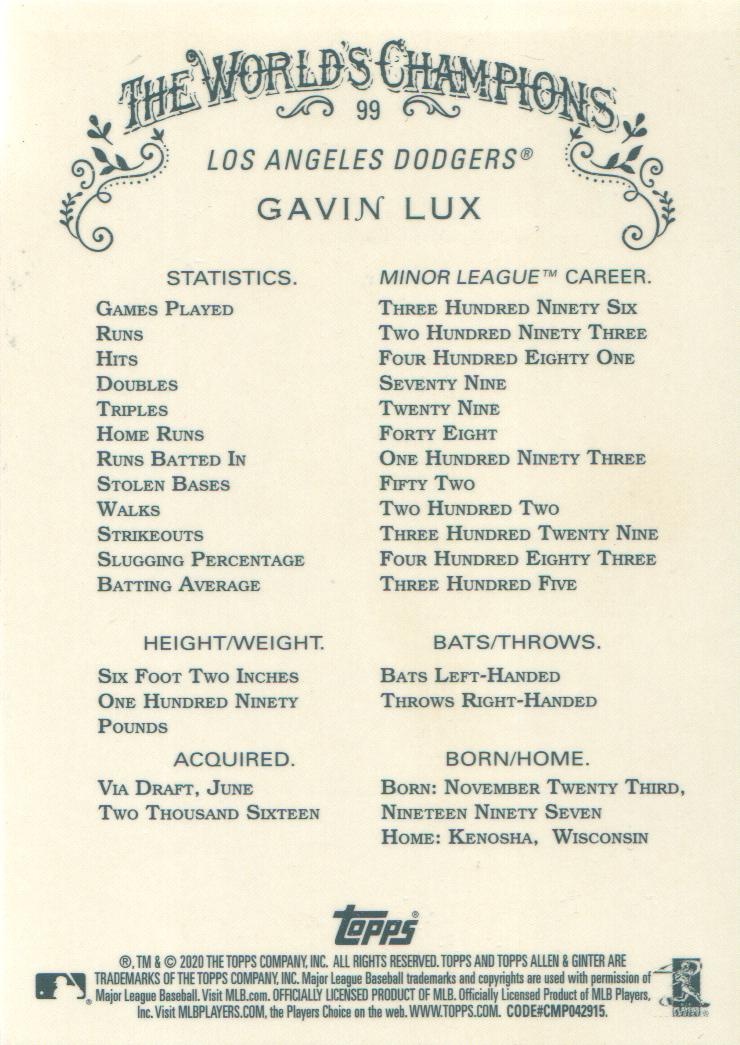 THE WORLD'S CHAMPIONS
99
LOS ANGELES DODGERS®
GAVIN LUX
STATISTICS. MINOR LEAGUE™ CAREER.
GAMES PLAYED THREE HUNDRED NINETY SIX
RUNS TWO HUNDRED NINETY THREE
HITS FOUR HUNDRED EIGHTY ONE
DOUBLES SEVENTY NINE
TRIPLES TWENTY NINE
HOME RUNS FORTY EIGHT
RUNS BATTED IN ONE HUNDRED NINETY THREE
STOLEN BASES FIFTY TWO
WALKS TWO HUNDRED TWO
STRIKEOUTS THREE HUNDRED TWENTY NINE
SLUGGING PERCENTAGE FOUR HUNDRED EIGHTY THREE
BATTING AVERAGE THREE HUNDRED FIVE
HEIGHT/WEIGHT.
SIX FOOT TWO INCHES
ONE HUNDRED NINETY
POUNDS
BATS/THROWS.
BATS LEFT-HANDED
THROWS RIGHT-HANDED
ACQUIRED.
VIA DRAFT, JUNE
TWO THOUSAND SIXTEEN
BORN/HOME.
BORN: NOVEMBER TWENTY THIRD,
NINETEEN NINETY SEVEN
HOME: KENOSHA, WISCONSIN
Topps®
®, TM & © 2020 THE TOPPS COMPANY, INC. ALL RIGHTS RESERVED. TOPPS AND TOPPS ALLEN & GINTER ARE
TRADEMARKS OF THE TOPPS COMPANY, INC. Major League Baseball trademarks and copyrights are used with permission of
Major League Baseball. Visit MLB.com. OFFICIALLY LICENSED PRODUCT OF MLB. Officially Licensed Product of MLB Players,
Inc. Visit MLBPLAYERS.COM, the Players Choice on the web. WWW.TOPPS.COM. CODE#CMP042915.